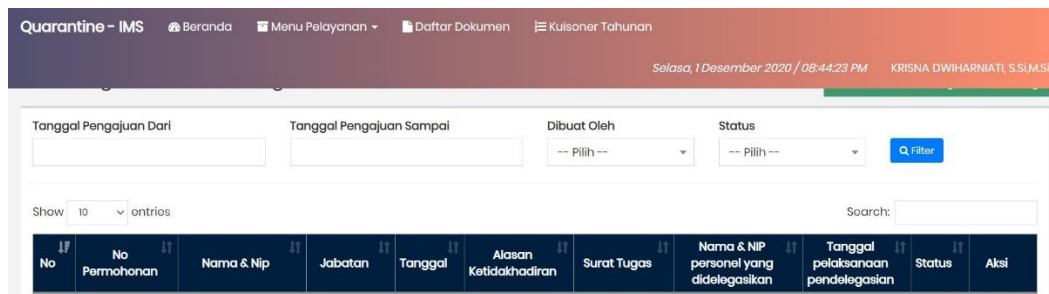 Quarantine - IMS Beranda Menu Pelayanan Daftar Dokumen Kuisoner Tahunan
Selasa, 1 Desember 2020 / 08:44:23 PM KRISNA DWIHARNIATI, S.Si,M.Si
Tanggal Pengajuan Dari Tanggal Pengajuan Sampai Dibuat Oleh Status
-- Pilih -- -- Pilih -- Filter
Show 10 entries Search:
No No Permohonan Nama & Nip Jabatan Tanggal Alasan Ketidakhadiran Surat Tugas Nama & NIP personel yang didelegasikan Tanggal pelaksanaan pendelegasian Status Aksi